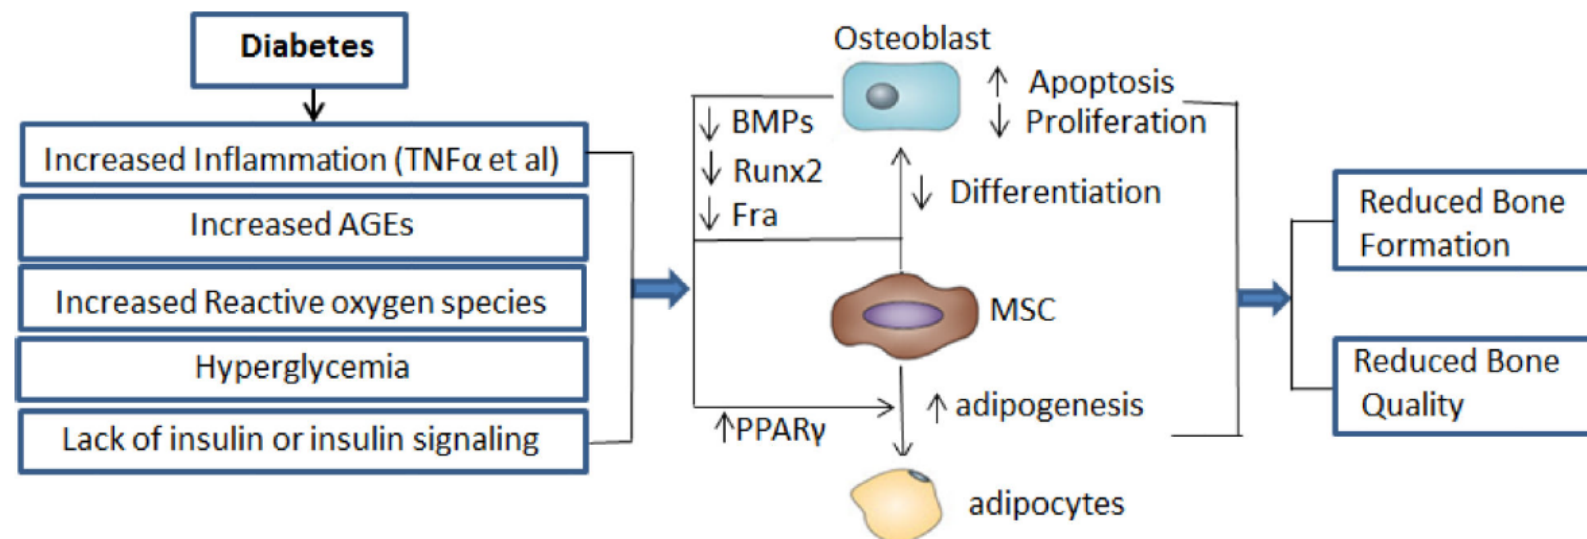 Diabetes
Increased Inflammation (TNFα et al)
Increased AGEs
Increased Reactive oxygen species
Hyperglycemia
Lack of insulin or insulin signaling
Osteoblast
↑ Apoptosis
↓ Proliferation
↓ BMPs
↓ Runx2
↓ Fra
↓ Differentiation
MSC
↑ adipogenesis
↑PPARγ
adipocytes
Reduced Bone
Formation
Reduced Bone
Quality